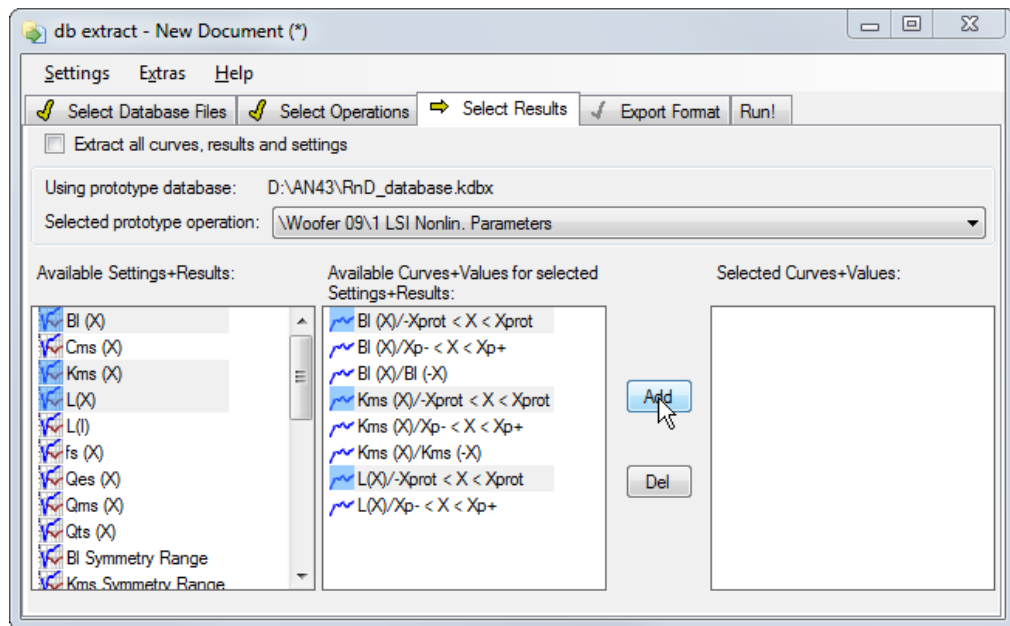 db extract - New Document (*)
Settings Extras Help
Select Database Files Select Operations Select Results Export Format Run!
Extract all curves, results and settings
Using prototype database: D:\AN43\RnD_database.kdbx
Selected prototype operation: \Woofer 09\1 LSI Nonlin. Parameters
Available Settings+Results:
Bl (X)
Cms (X)
Kms (X)
L(X)
L(I)
fs (X)
Qes (X)
Qms (X)
Qts (X)
Bl Symmetry Range
Kms Symmetry Range
Available Curves+Values for selected
Settings+Results:
Bl (X)/-Xprot < X < Xprot
Bl (X)/Xp- < X < Xp+
Bl (X)/Bl (-X)
Kms (X)/-Xprot < X < Xprot
Kms (X)/Xp- < X < Xp+
Kms (X)/Kms (-X)
L(X)/-Xprot < X < Xprot
L(X)/Xp- < X < Xp+
Add
Del
Selected Curves+Values: